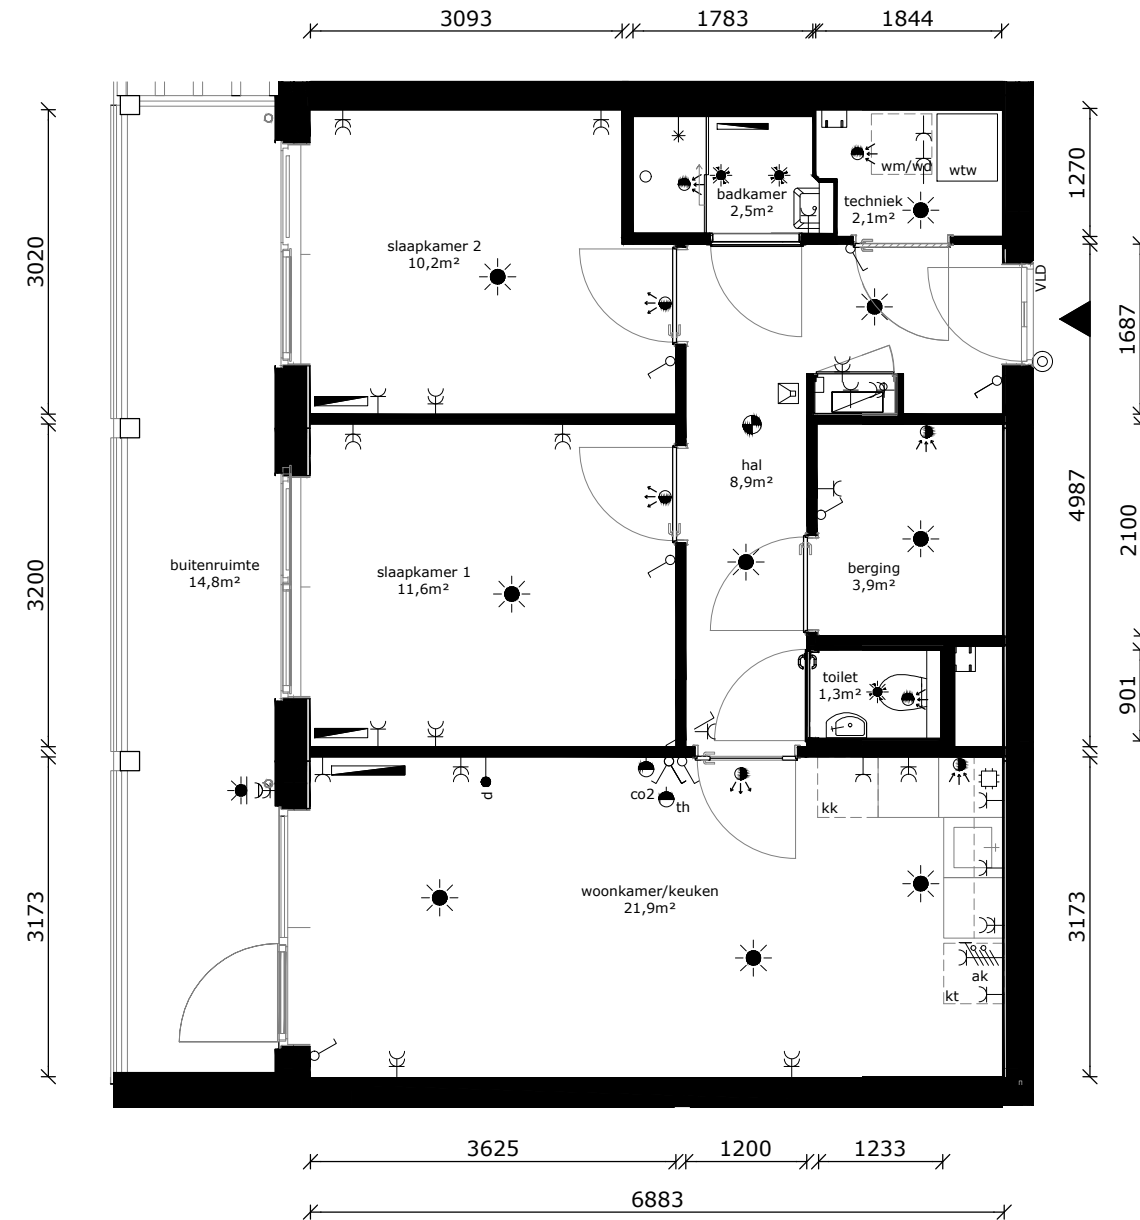 3093
1783
1844
1270
3020
wm/wd
wtw
badkamer
2,5m²
techniek
2,1m²
slaapkamer 2
10,2m²
VLD
1687
hal
8,9m²
4987
2100
buitenruimte
14,8m²
3200
slaapkamer 1
11,6m²
berging
3,9m²
toilet
1,3m²
901
co2
th
d
kk
woonkamer/keuken
21,9m²
3173
3173
ak
kt
3625
1200
1233
6883